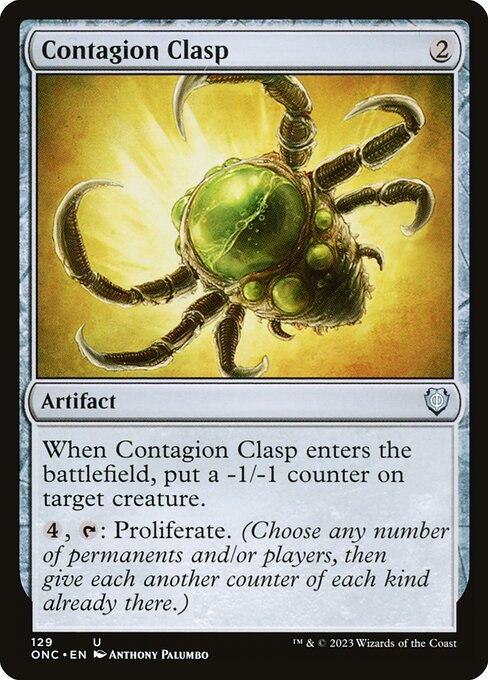 Contagion Clasp 2
Artifact
When Contagion Clasp enters the
battlefield, put a -1/-1 counter on
target creature.
4, : Proliferate. (Choose any number
of permanents and/or players, then
give each another counter of each kind
already there.)
129 U
ONC • EN Anthony Palumbo
™ & © 2023 Wizards of the Coast